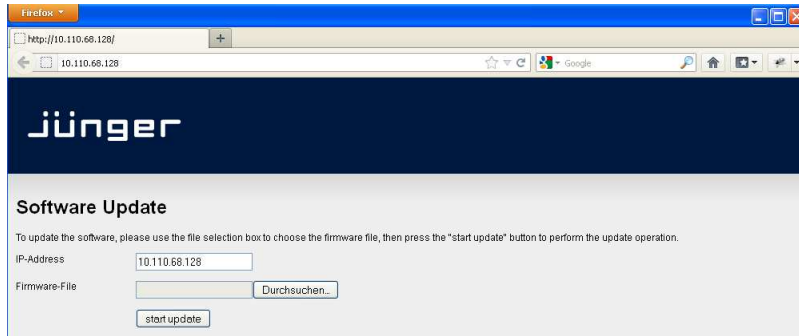 Firefox
http://10.110.68.128/
+
10.110.68.128
Google
jünger
Software Update
To update the software, please use the file selection box to choose the firmware file, then press the "start update" button to perform the update operation.
IP-Address
10.110.68.128
Firmware-File
Durchsuchen...
start update